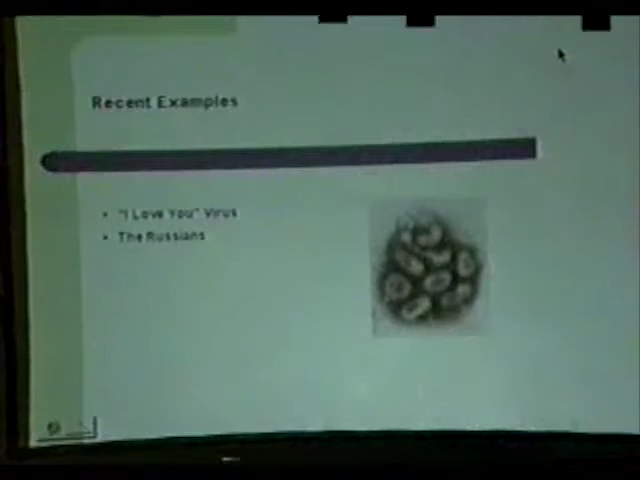 Recent Examples
• "I Love You" Virus
• The Russians